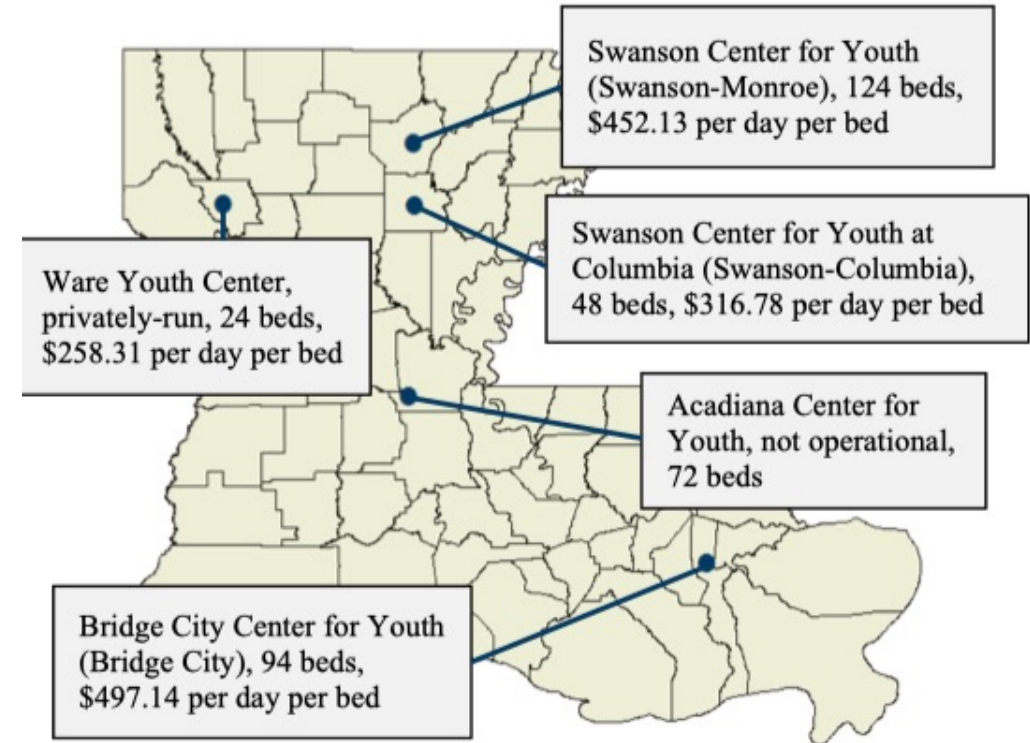 Swanson Center for Youth
(Swanson-Monroe), 124 beds,
$452.13 per day per bed
Swanson Center for Youth at
Columbia (Swanson-Columbia),
48 beds, $316.78 per day per bed
Ware Youth Center,
privately-run, 24 beds,
$258.31 per day per bed
Acadiana Center for
Youth, not operational,
72 beds
Bridge City Center for Youth
(Bridge City), 94 beds,
$497.14 per day per bed